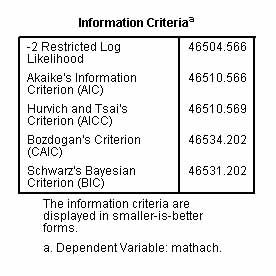 Information Criteriaa
-2 Restricted Log 46504.566
Likelihood
Akaike's Information 46510.566
Criterion (AIC)
Hurvich and Tsai's 46510.569
Criterion (AICC)
Bozdogan's Criterion 46534.202
(CAIC)
Schwarz's Bayesian 46531.202
Criterion (BIC)
The information criteria are
displayed in smaller-is-better
forms.
a. Dependent Variable: mathach.